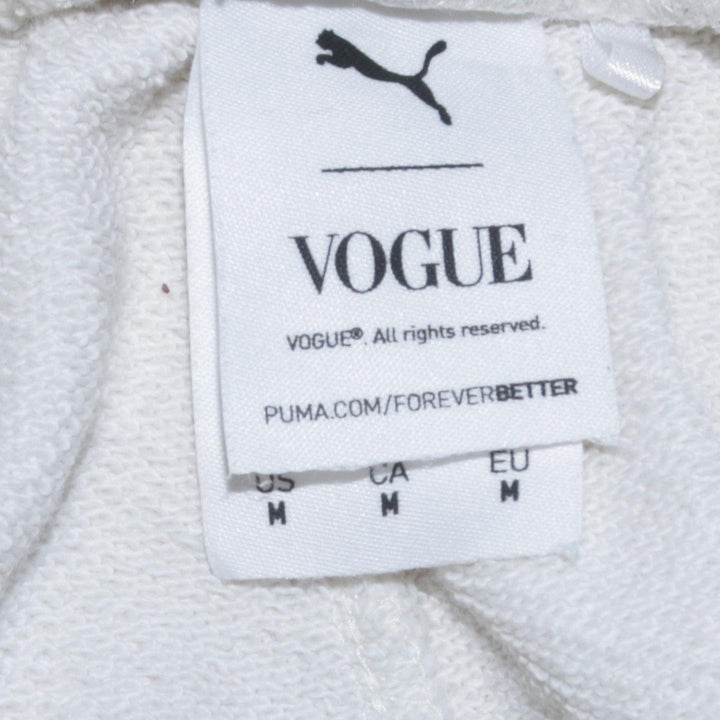 VOGUE
VOGUE®. All rights reserved.
PUMA.COM/FOREVERBETTER
US CA EU
M M M